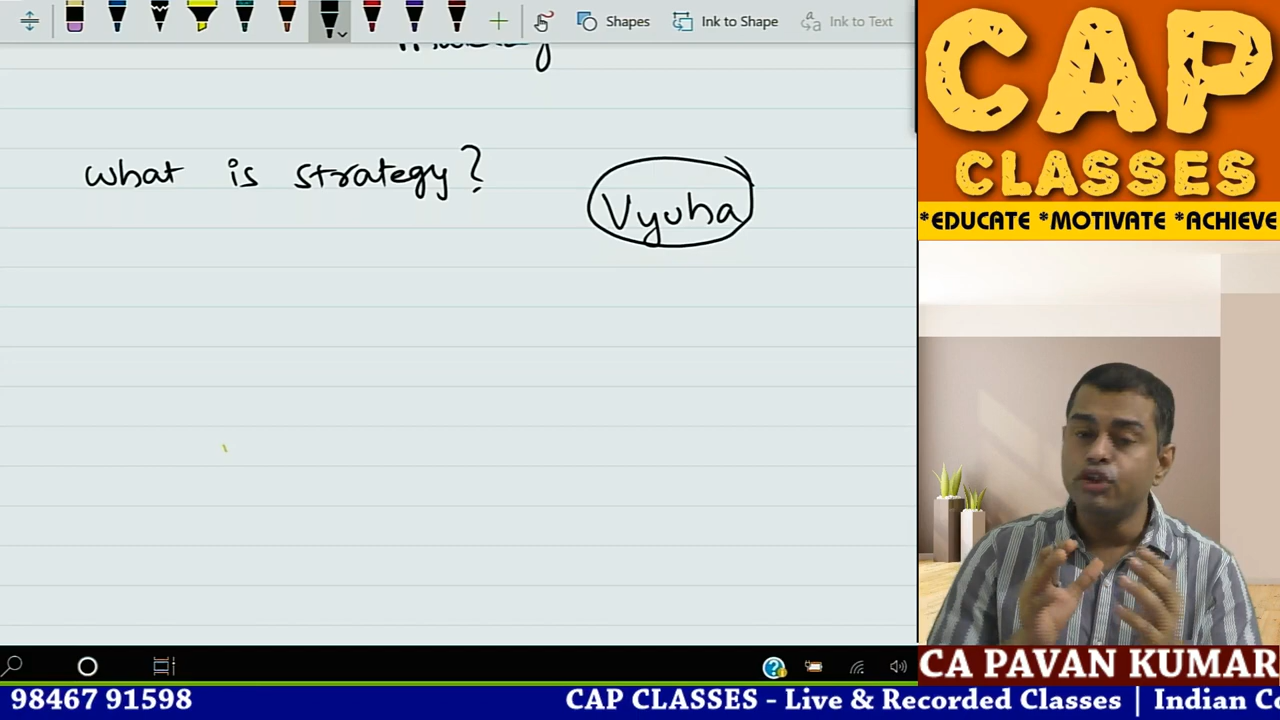 Shapes
Ink to Shape
Ink to Text
what is strategy?
Vyuha
CAP
CLASSES
*EDUCATE *MOTIVATE *ACHIEVE
CA PAVAN KUMAR
98467 91598
CAP CLASSES - Live & Recorded Classes | Indian